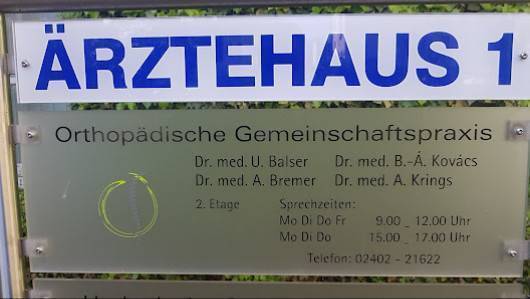 ÄRZTEHAUS 1
Orthopädische Gemeinschaftspraxis
Dr. med. U. Balser Dr. med. B.-Á. Kovács
Dr. med. A. Bremer Dr. med. A. Krings
2. Etage Sprechzeiten:
Mo Di Do Fr 9.00 - 12.00 Uhr
Mo Di Do 15.00 - 17.00 Uhr
Telefon: 02402 - 21622